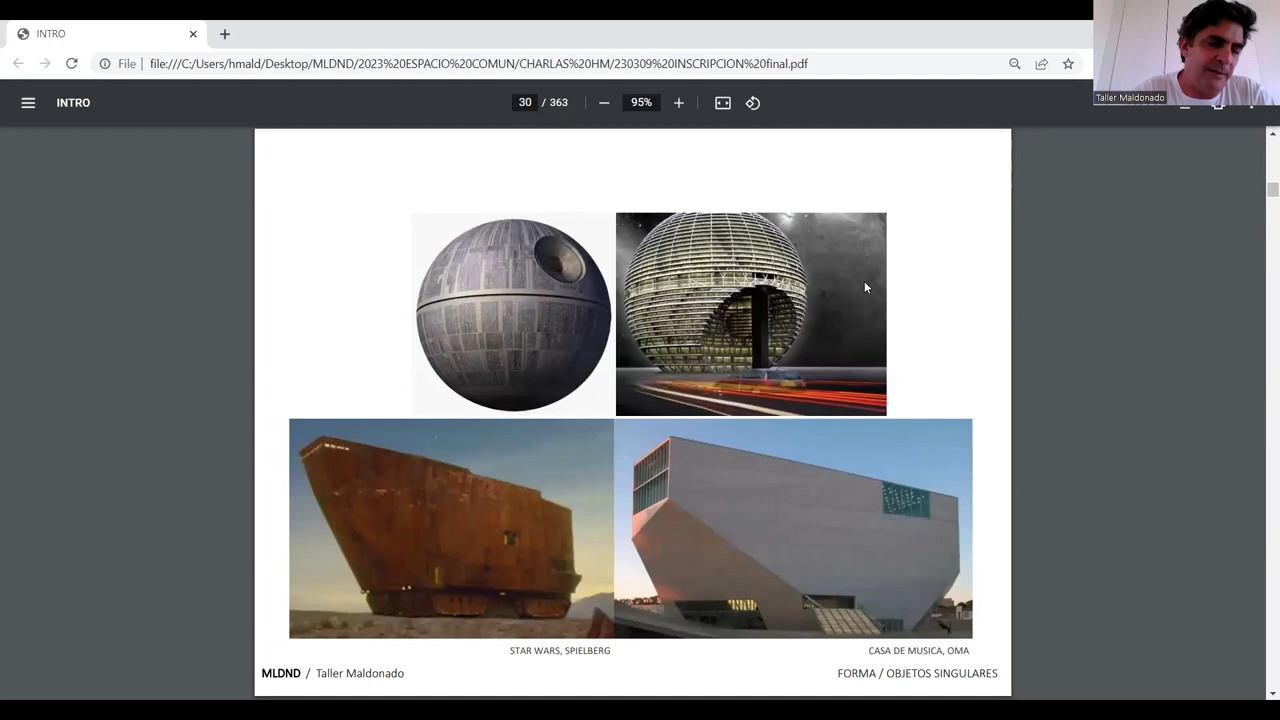 INTRO
File
file:///C:/Users/hmald/Desktop/MLDND/2023%20ESPACIO%20COMUN/CHARLAS%20HM/230309%20INSCRIPCION%20final.pdf
Taller Maldonado
INTRO
30 / 363
95%
STAR WARS, SPIELBERG
CASA DE MUSICA, OMA
MLDND / Taller Maldonado
FORMA / OBJETOS SINGULARES